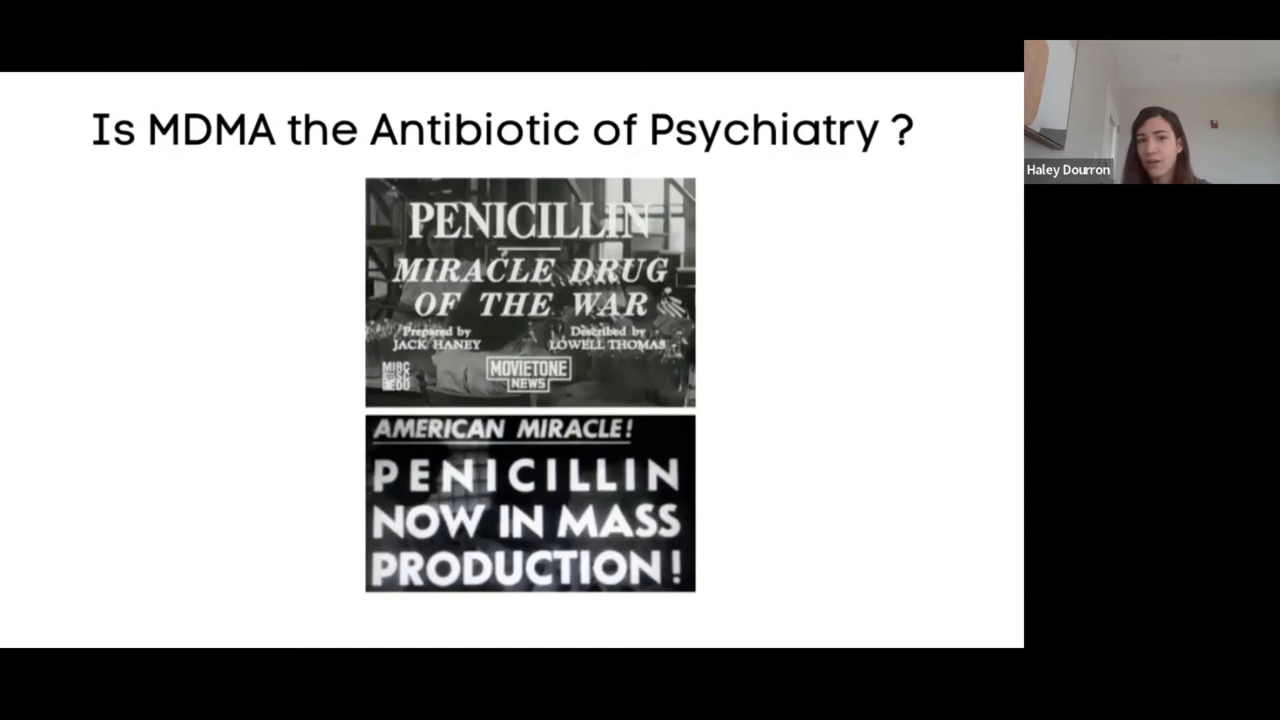 Is MDMA the Antibiotic of Psychiatry ?
PENICILLIN
MIRACLE DRUG
OF THE WAR
Prepared by
JACK HANEY
Described by
LOWELL THOMAS
MOVIETONE
NEWS
AMERICAN MIRACLE!
PENICILLIN
NOW IN MASS
PRODUCTION!
Haley Dourron